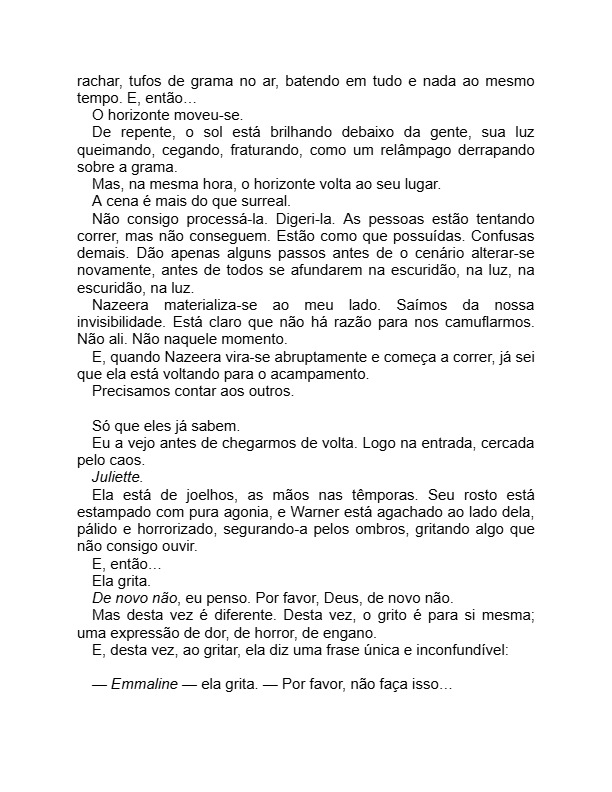 rachar, tufos de grama no ar, batendo em tudo e nada ao mesmo
tempo. E, então…
O horizonte moveu-se.
De repente, o sol está brilhando debaixo da gente, sua luz
queimando, cegando, fraturando, como um relâmpago derrapando
sobre a grama.
Mas, na mesma hora, o horizonte volta ao seu lugar.
A cena é mais do que surreal.
Não consigo processá-la. Digeri-la. As pessoas estão tentando
correr, mas não conseguem. Estão como que possuídas. Confusas
demais. Dão apenas alguns passos antes de o cenário alterar-se
novamente, antes de todos se afundarem na escuridão, na luz, na
escuridão, na luz.
Nazeera materializa-se ao meu lado. Saímos da nossa
invisibilidade. Está claro que não há razão para nos camuflarmos.
Não ali. Não naquele momento.
E, quando Nazeera vira-se abruptamente e começa a correr, já sei
que ela está voltando para o acampamento.
Precisamos contar aos outros.
Só que eles já sabem.
Eu a vejo antes de chegarmos de volta. Logo na entrada, cercada
pelo caos.
Juliette.
Ela está de joelhos, as mãos nas têmporas. Seu rosto está
estampado com pura agonia, e Warner está agachado ao lado dela,
pálido e horrorizado, segurando-a pelos ombros, gritando algo que
não consigo ouvir.
E, então…
Ela grita.
De novo não, eu penso. Por favor, Deus, de novo não.
Mas desta vez é diferente. Desta vez, o grito é para si mesma;
uma expressão de dor, de horror, de engano.
E, desta vez, ao gritar, ela diz uma frase única e inconfundível:
— Emmaline — ela grita. — Por favor, não faça isso…